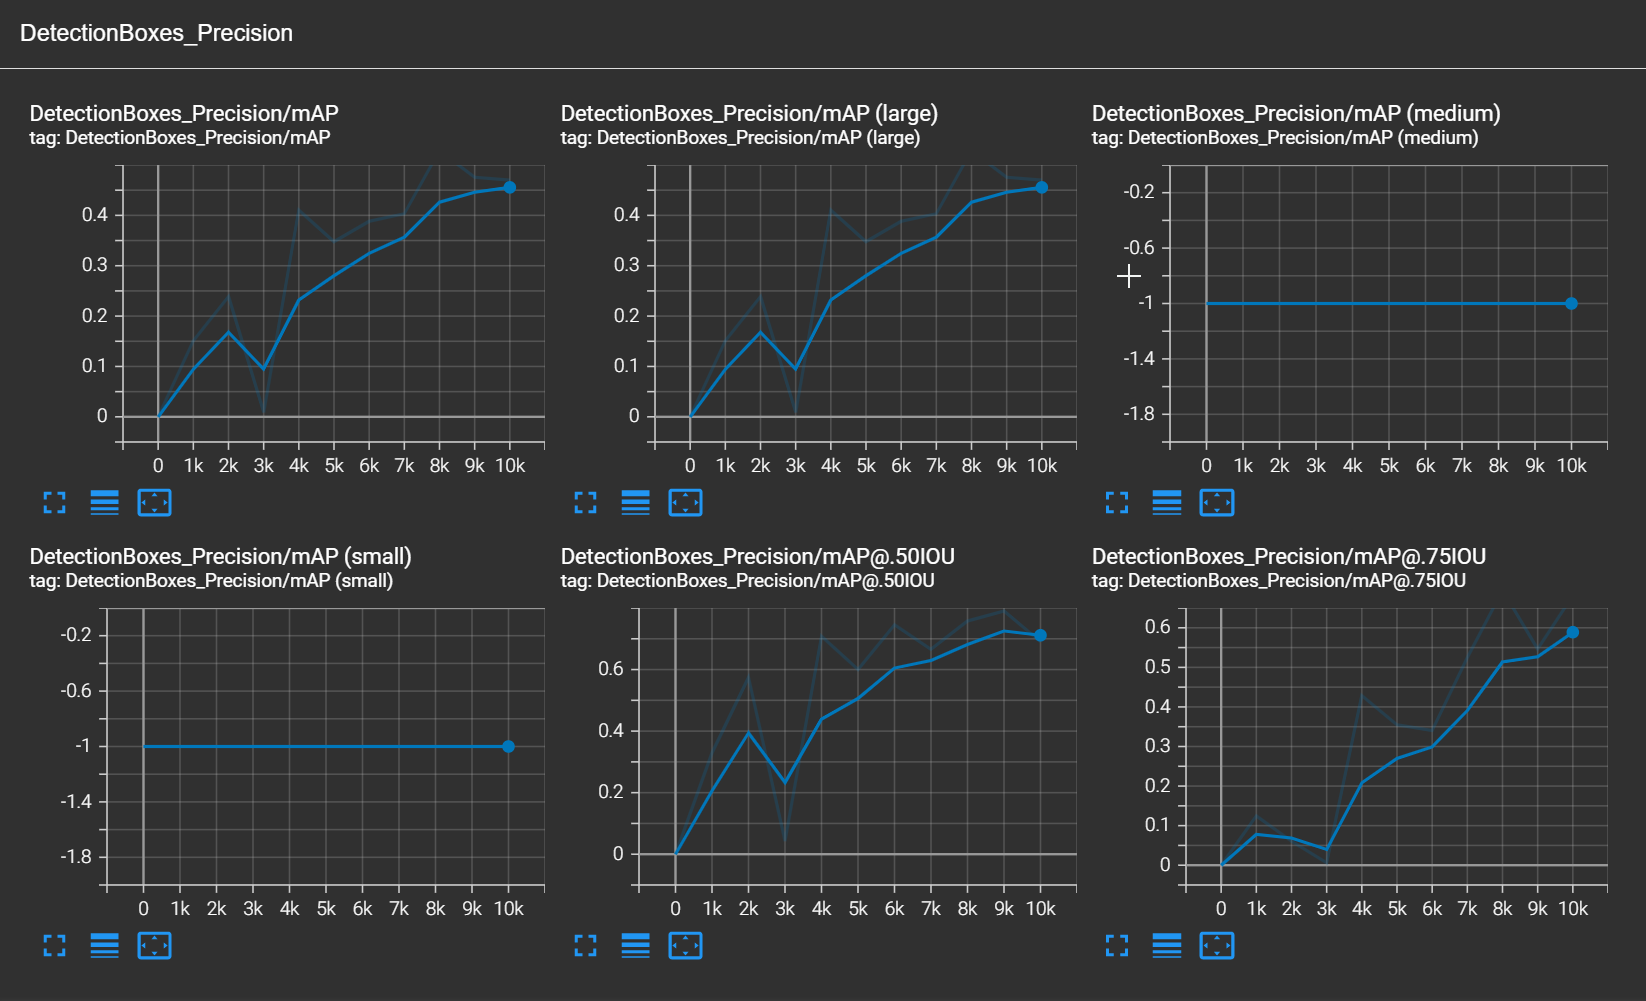 DetectionBoxes_Precision
DetectionBoxes_Precision/mAP
tag: DetectionBoxes_Precision/mAP
0.4
0.3
0.2
0.1
0
0 1k 2k 3k 4k 5k 6k 7k 8k 9k 10k
DetectionBoxes_Precision/mAP (large)
tag: DetectionBoxes_Precision/mAP (large)
0.4
0.3
0.2
0.1
0
0 1k 2k 3k 4k 5k 6k 7k 8k 9k 10k
DetectionBoxes_Precision/mAP (medium)
tag: DetectionBoxes_Precision/mAP (medium)
-0.2
-0.6
-1
-1.4
-1.8
0 1k 2k 3k 4k 5k 6k 7k 8k 9k 10k
DetectionBoxes_Precision/mAP (small)
tag: DetectionBoxes_Precision/mAP (small)
-0.2
-0.6
-1
-1.4
-1.8
0 1k 2k 3k 4k 5k 6k 7k 8k 9k 10k
DetectionBoxes_Precision/mAP@.50IOU
tag: DetectionBoxes_Precision/mAP@.50IOU
0.6
0.4
0.2
0
0 1k 2k 3k 4k 5k 6k 7k 8k 9k 10k
DetectionBoxes_Precision/mAP@.75IOU
tag: DetectionBoxes_Precision/mAP@.75IOU
0.6
0.5
0.4
0.3
0.2
0.1
0
0 1k 2k 3k 4k 5k 6k 7k 8k 9k 10k